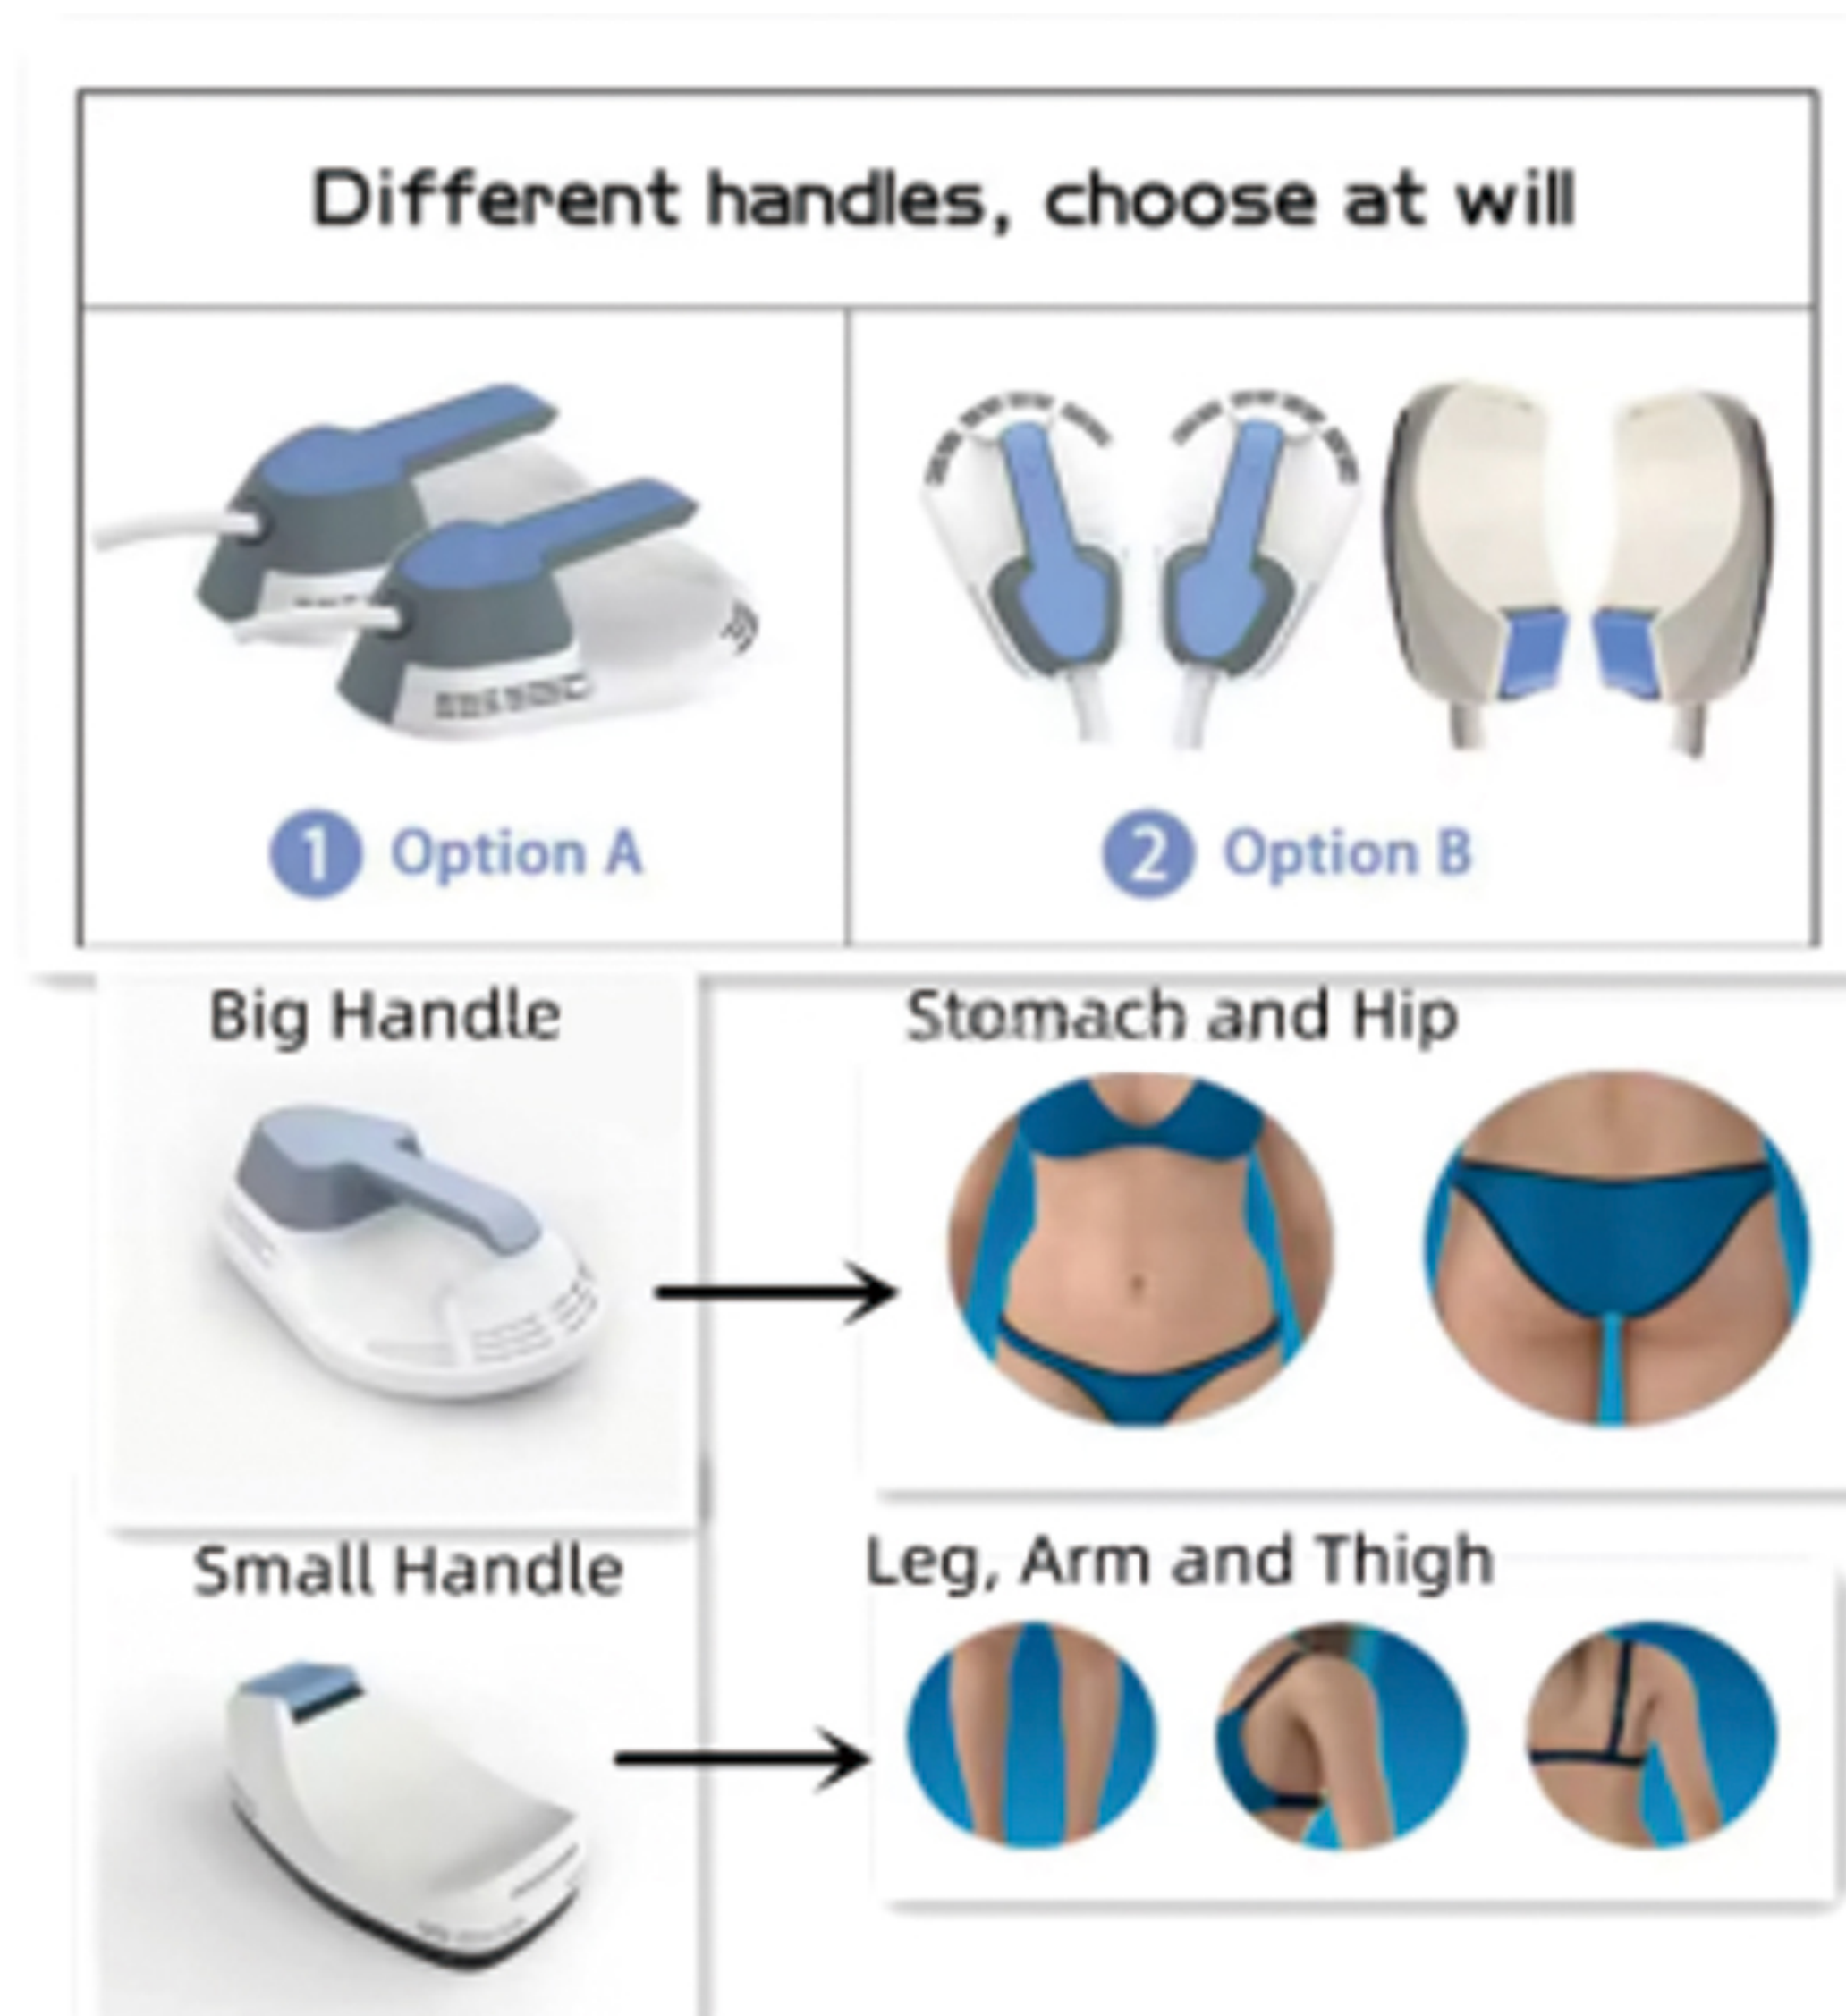 Different handles, choose at will
1 Option A
2 Option B
Big Handle
Stomach and Hip
Small Handle
Leg, Arm and Thigh